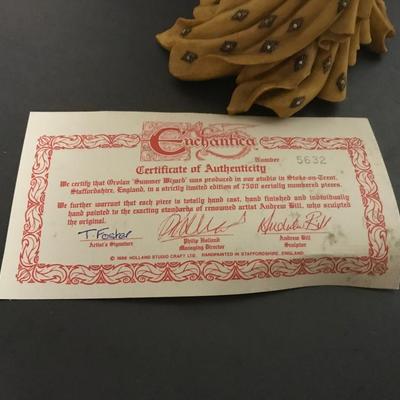 Enchantica
Number 5632
Certificate of Authenticity
We certify that Orolan 'Summer Wizard' was produced in our studio in Stoke-on-Trent,
Staffordshire, England, in a strictly limited edition of 7500 serially numbered pieces.
We further warrant that each piece is totally hand cast, hand finished and individually
hand painted to the exacting standards of renowned artist Andrew Bill, who sculpted
the original.
T. Foster
Artist's Signature
Philip Holland
Managing Director
Andrew Bill
Andrew Bill
Sculptor
© 1988 HOLLAND STUDIO CRAFT LTD. HANDPAINTED IN STAFFORDSHIRE, ENGLAND.